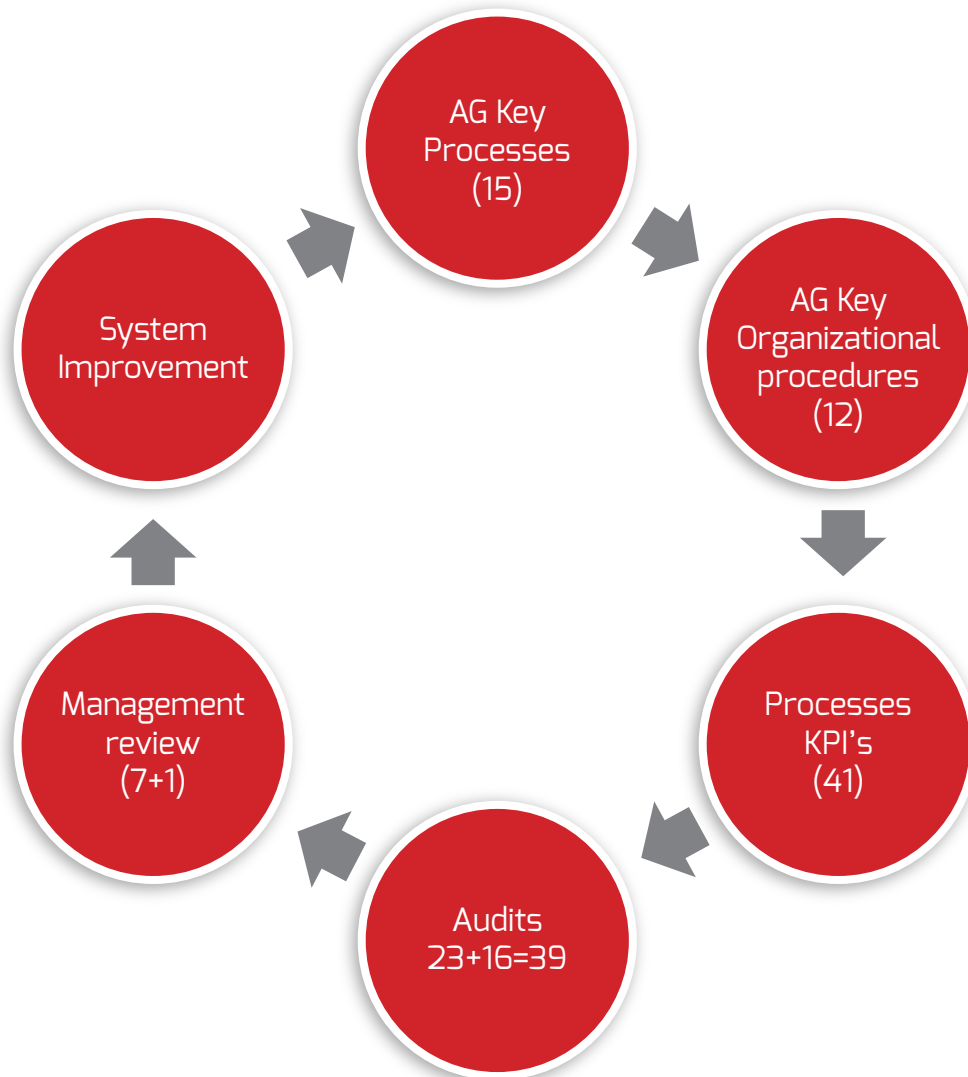 AG Key
Processes
(15)
AG Key
Organizational
procedures
(12)
Processes
KPI's
(41)
Audits
23+16=39
Management
review
(7+1)
System
Improvement